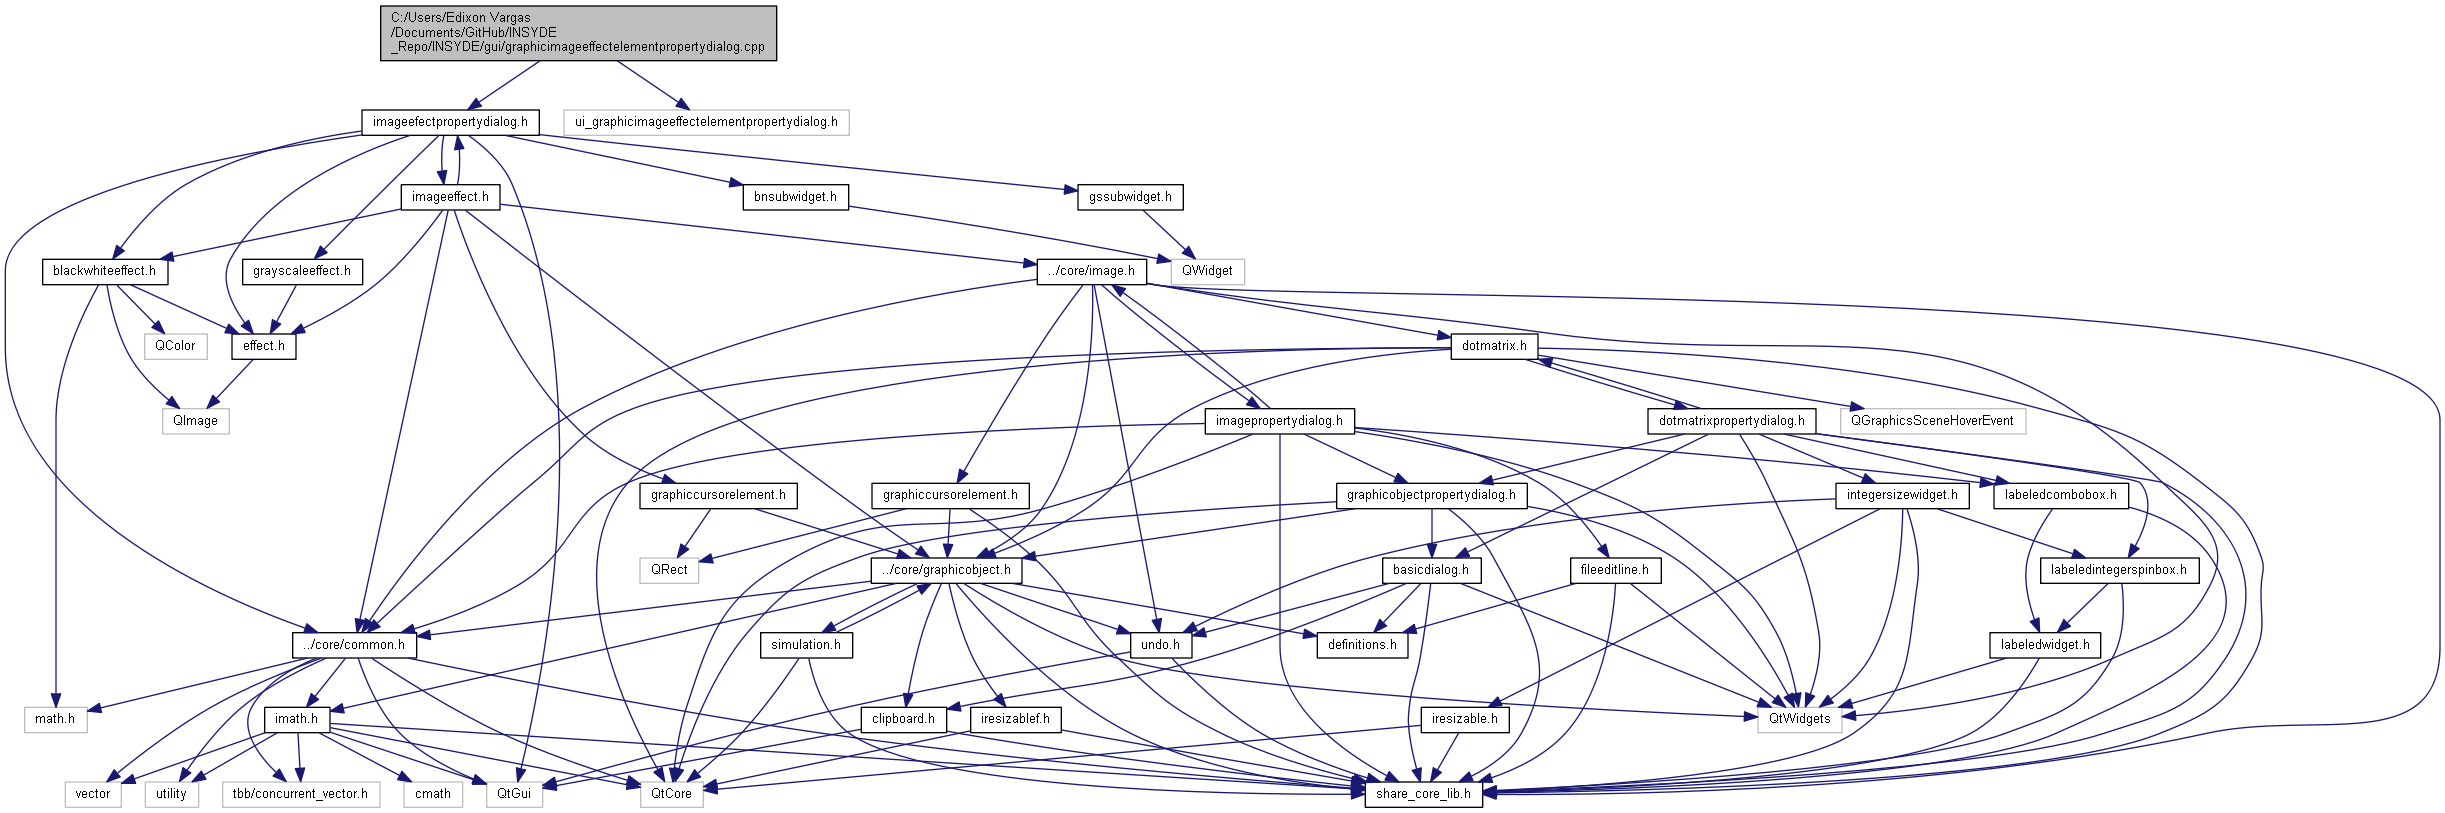 C:/Users/Edixon Vargas
/Documents/GitHub/INSYDE
_Repo/INSYDE/gui/graphicimageeffectelementpropertydialog.cpp
imageefectpropertydialog.h
ui_graphicimageeffectelementpropertydialog.h
imageeffect.h
bnsubwidget.h
gssubwidget.h
blackwhiteeffect.h
grayscaleeffect.h
../core/image.h
QWidget
QColor
effect.h
dotmatrix.h
QImage
imagepropertydialog.h
dotmatrixpropertydialog.h
QGraphicsSceneHoverEvent
graphiccursorelement.h
graphiccursorelement.h
graphicobjectpropertydialog.h
integersizewidget.h
labeledcombobox.h
QRect
../core/graphicobject.h
basicdialog.h
fileeditline.h
labeledintegerspinbox.h
../core/common.h
simulation.h
undo.h
definitions.h
labeledwidget.h
math.h
imath.h
clipboard.h
iresizablef.h
iresizable.h
QtWidgets
vector
utility
tbb/concurrent_vector.h
cmath
QtGui
QtCore
share_core_lib.h